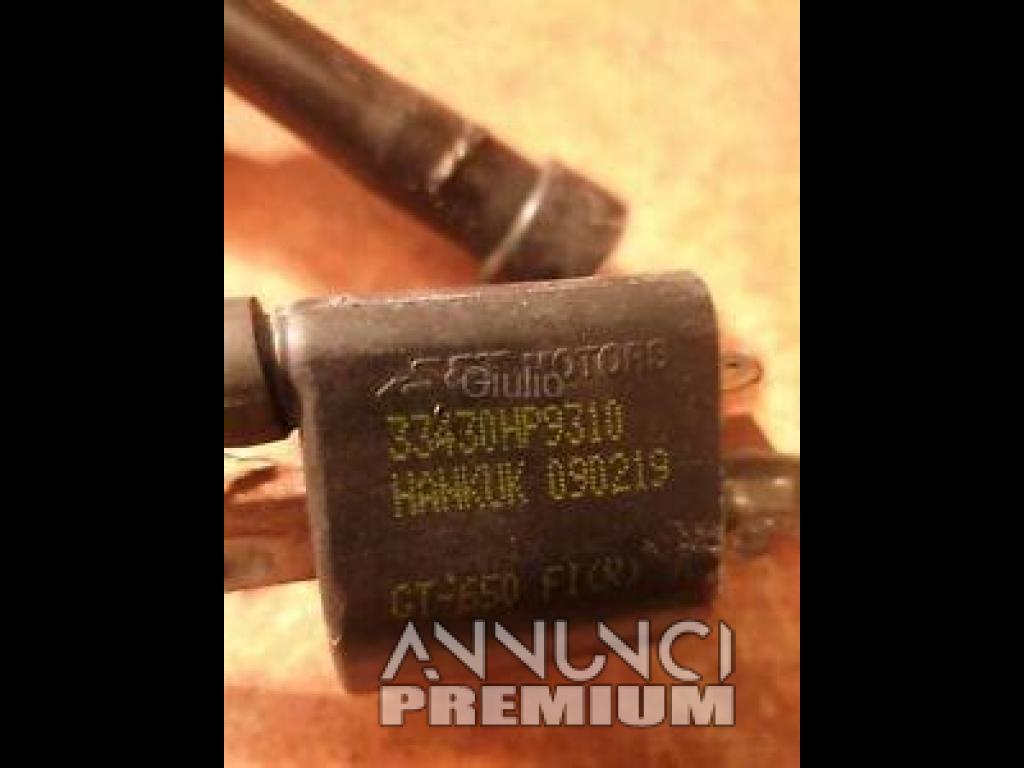 MOTORS
Giulio
33430HP9310
HANKUK 090219
GT-650 FI(R)
ANNUNCI
PREMIUM